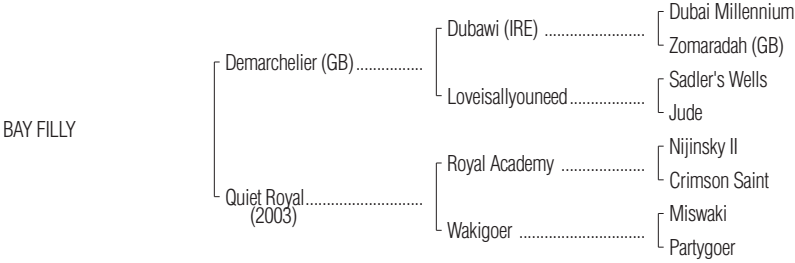 Dubai Millennium
Dubawi (IRE) ........................
Zomaradah (GB)
Demarchelier (GB)................
Sadler's Wells
Loveisallyouneed..................
Jude
BAY FILLY
Nijinsky II
Royal Academy ....................
Crimson Saint
Quiet Royal............................
(2003)
Miswaki
Wakigoer ..............................
Partygoer